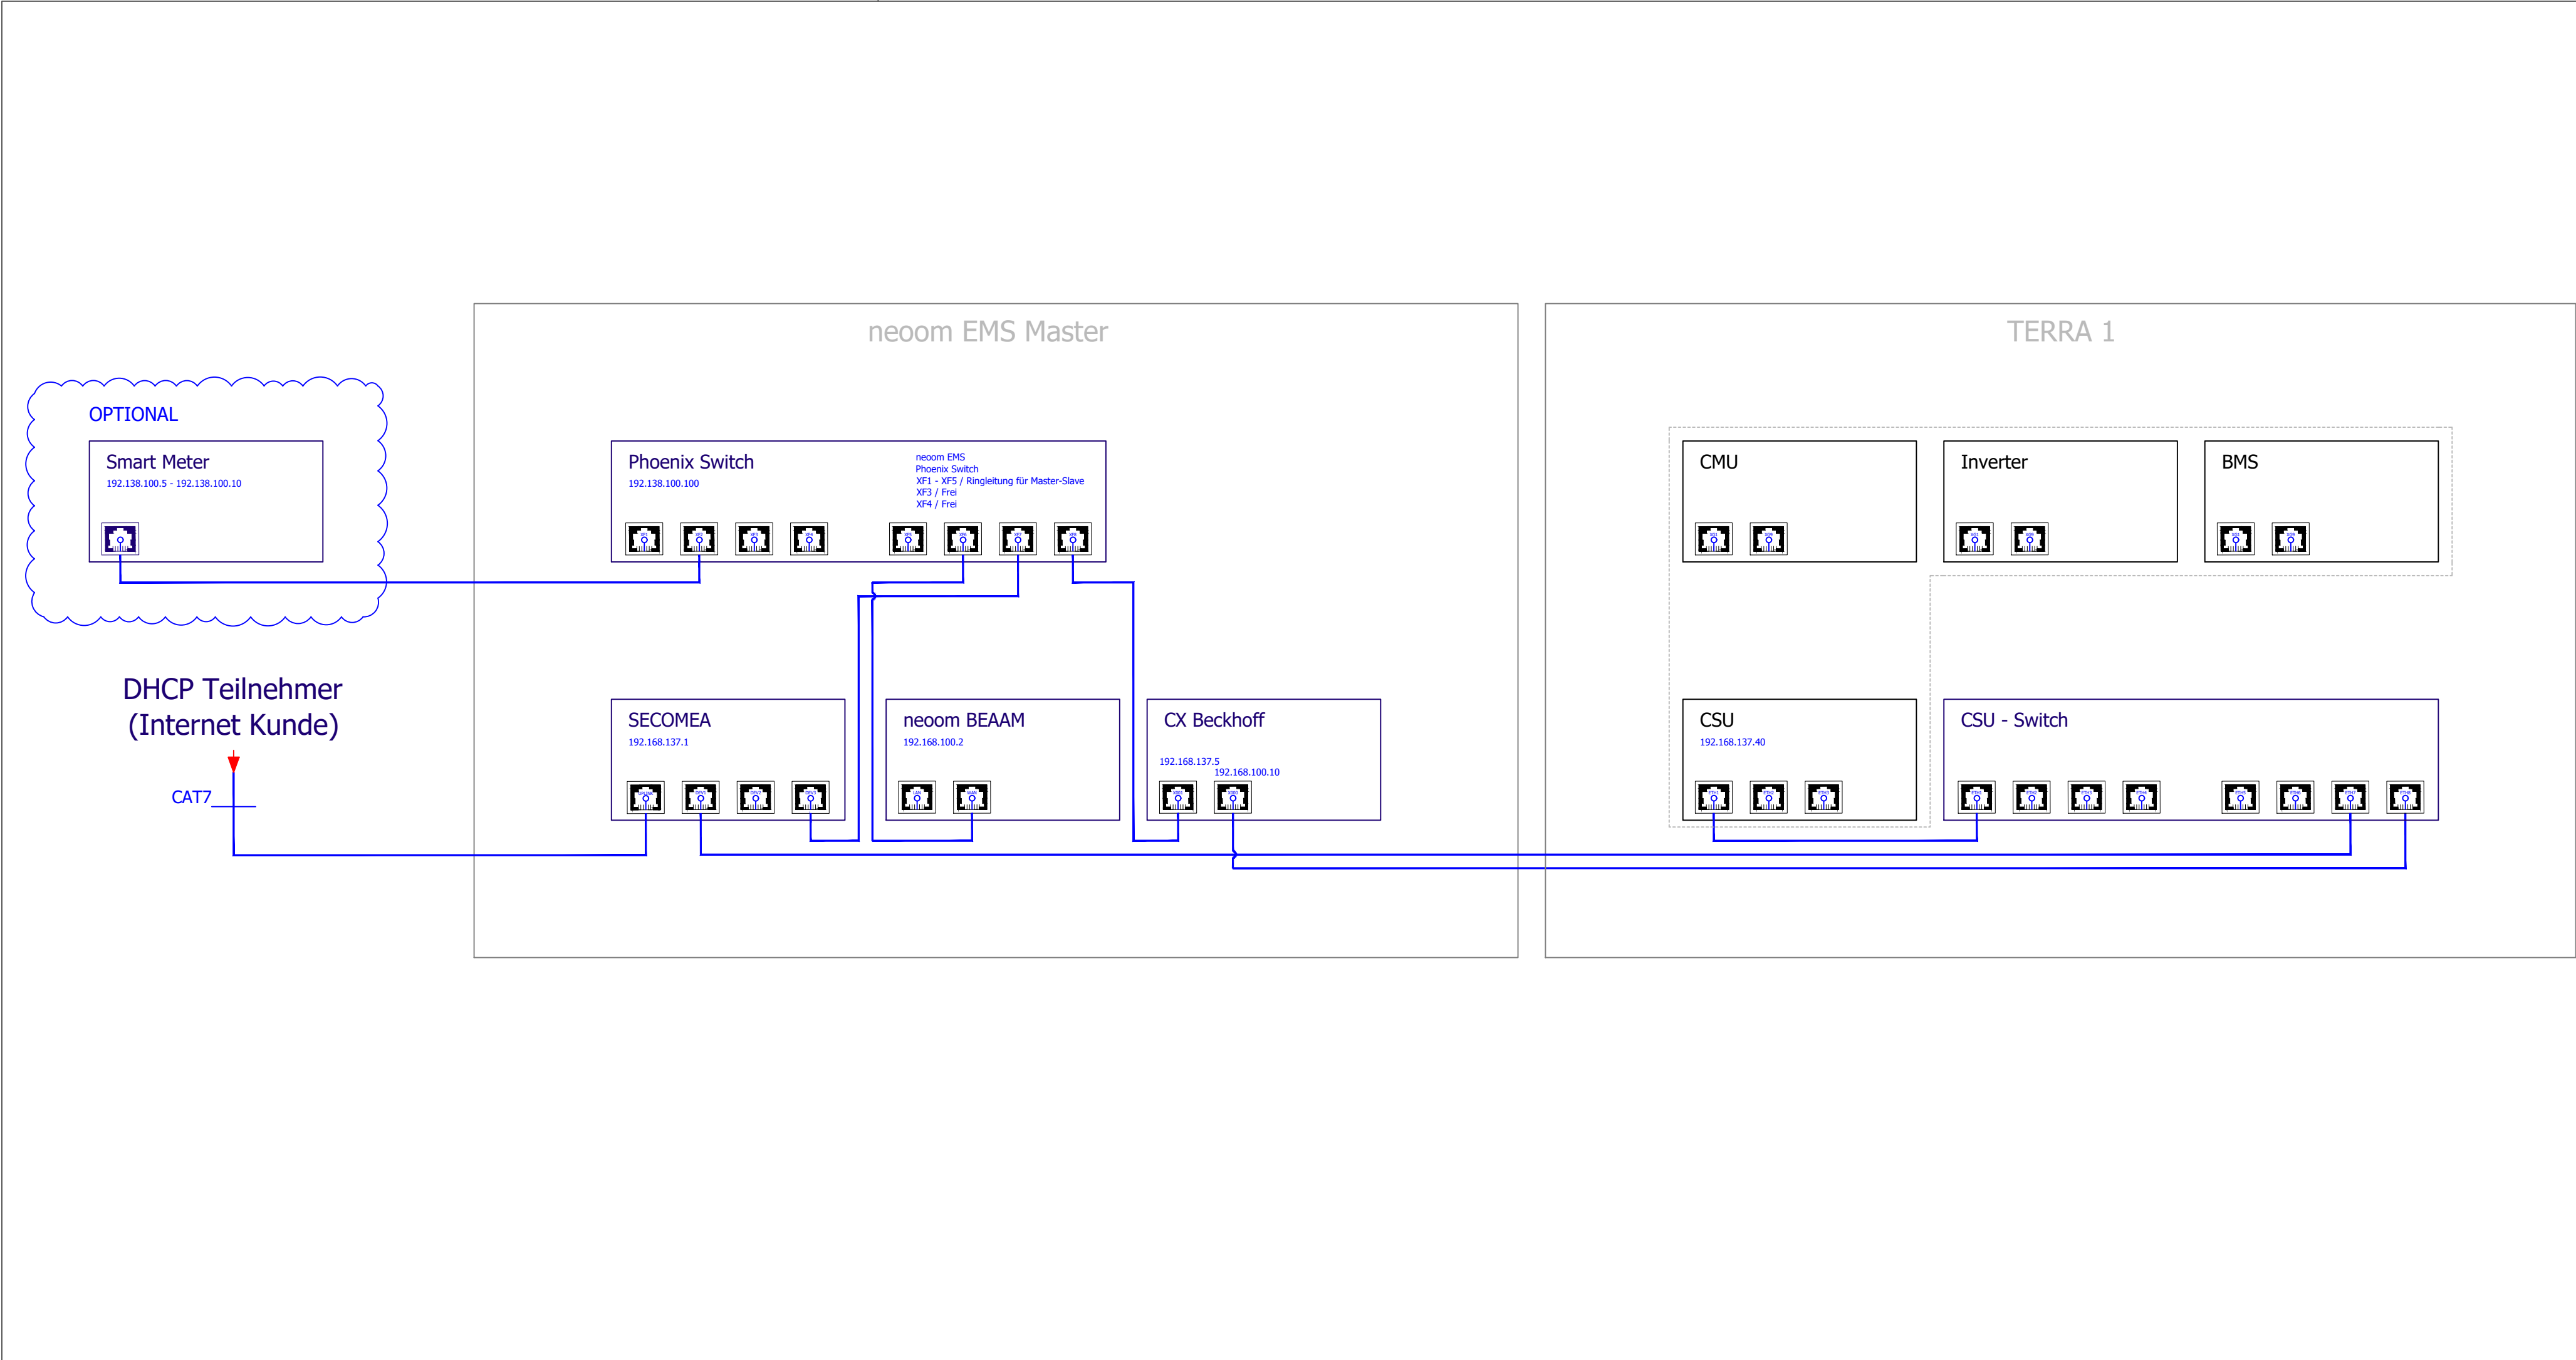 neoom EMS Master
TERRA 1
OPTIONAL
Smart Meter
192.138.100.5 - 192.138.100.10
Phoenix Switch
192.138.100.100
neoom EMS
Phoenix Switch
XF1 - XF5 / Ringleitung für Master-Slave
XF3 / Frei
XF4 / Frei
CMU
Inverter
BMS
DHCP Teilnehmer
(Internet Kunde)
CAT7
SECOMEA
192.168.137.1
neoom BEAAM
192.168.100.2
CX Beckhoff
192.168.137.5
192.168.100.10
CSU
192.168.137.40
CSU - Switch